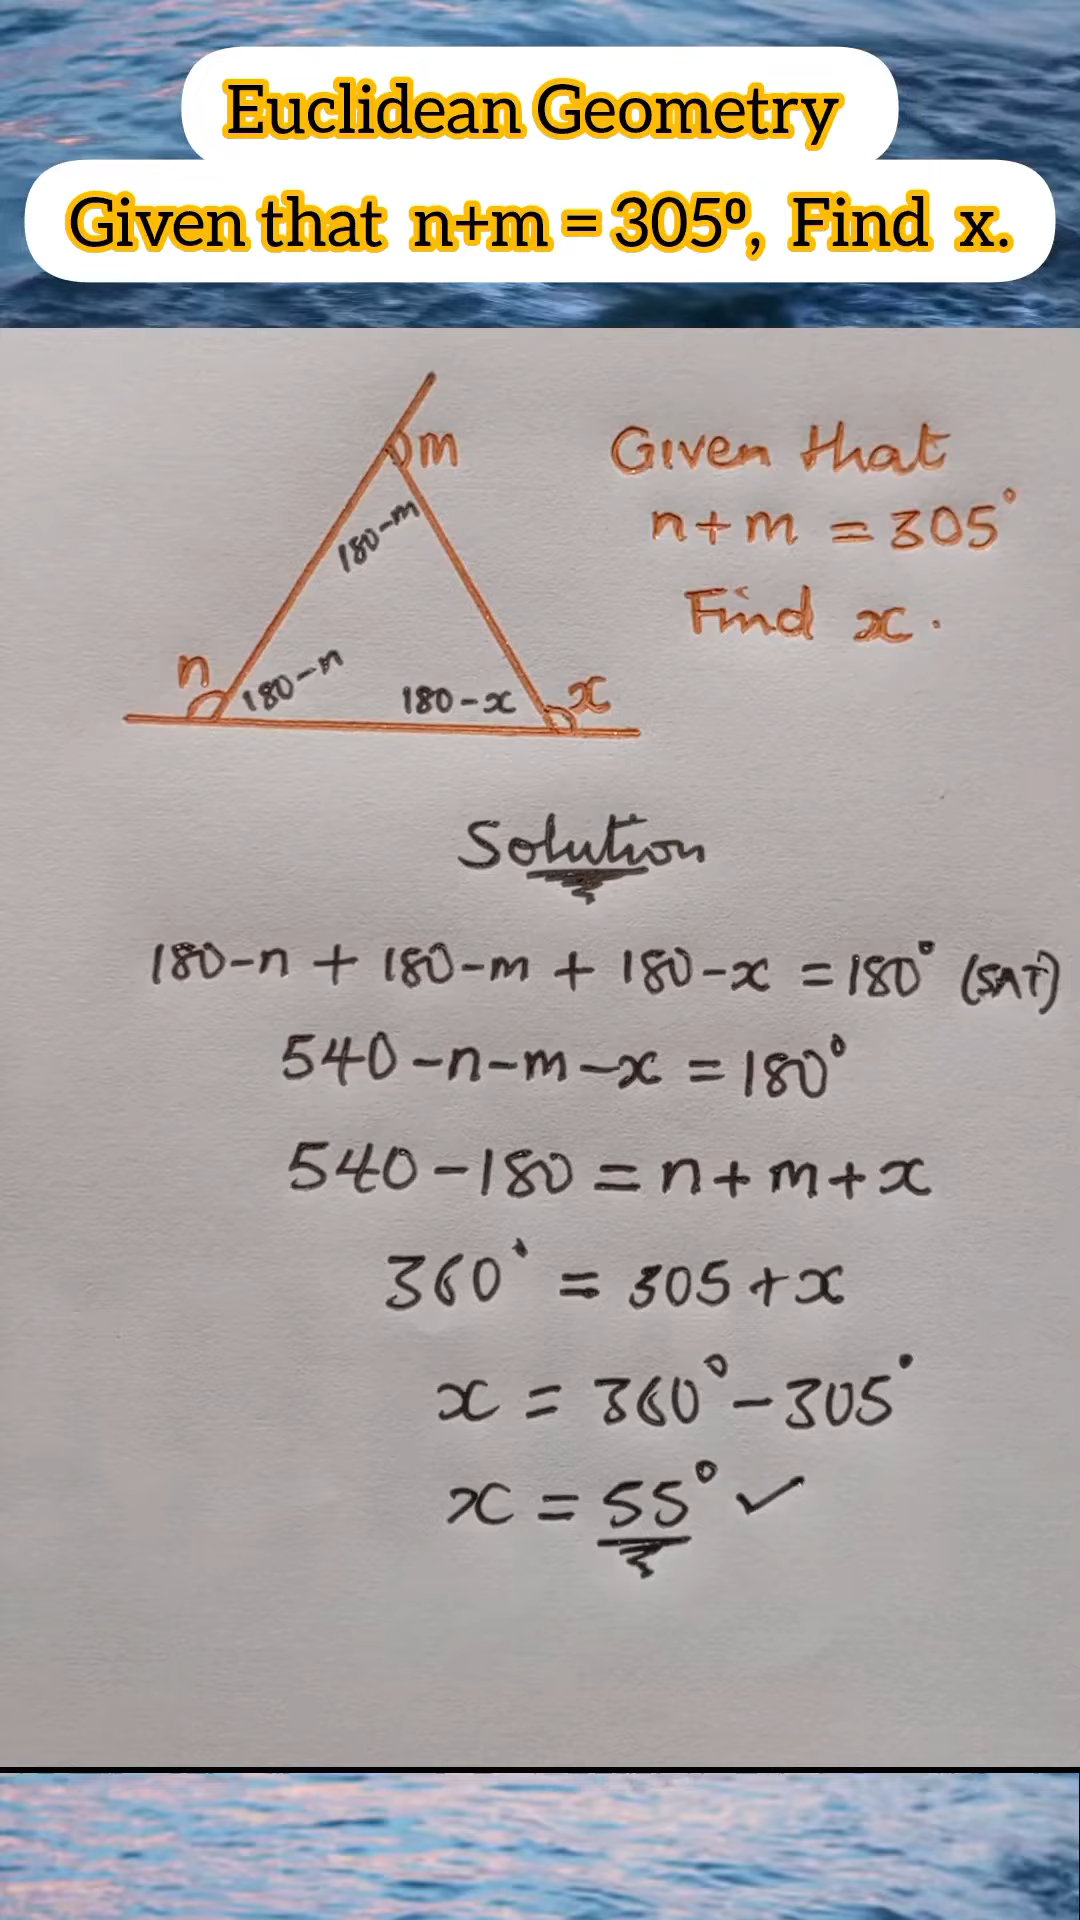 Euclidean Geometry
Given that n+m = 305⁰, Find x.
m
180-m
n
180-n
180-x
x
Given that
n+m = 305°
Find x.
Solution
180-n + 180-m + 180-x = 180° (SAT)
540-n-m-x = 180°
540-180 = n+m+x
360° = 305+x
x = 360°-305°
x = 55° ✓